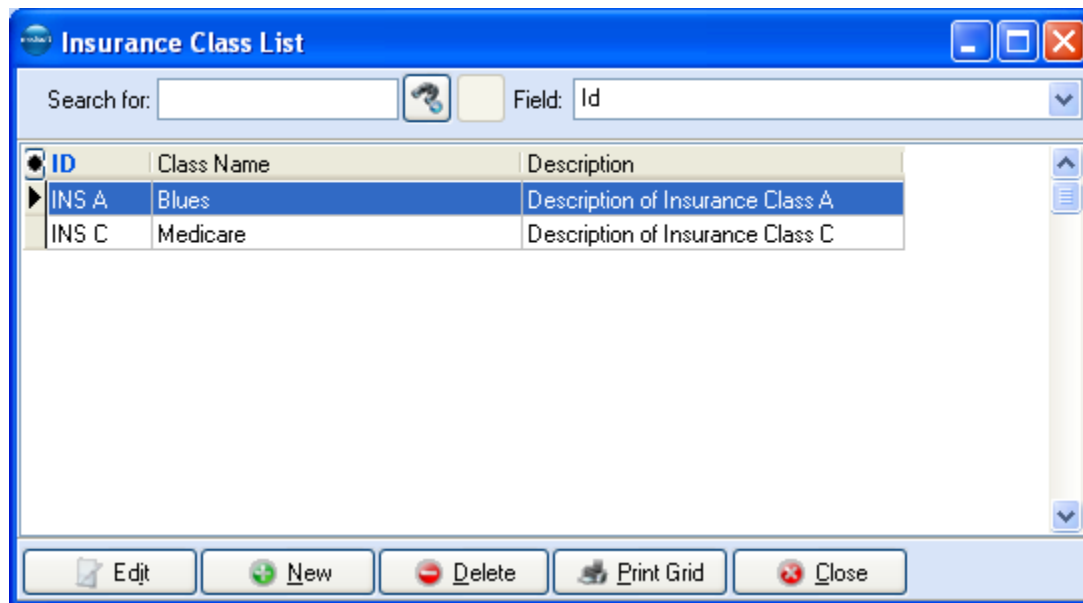 Insurance Class List
Search for: Field: Id
ID Class Name Description
INS A Blues Description of Insurance Class A
INS C Medicare Description of Insurance Class C
Edit New Delete Print Grid Close